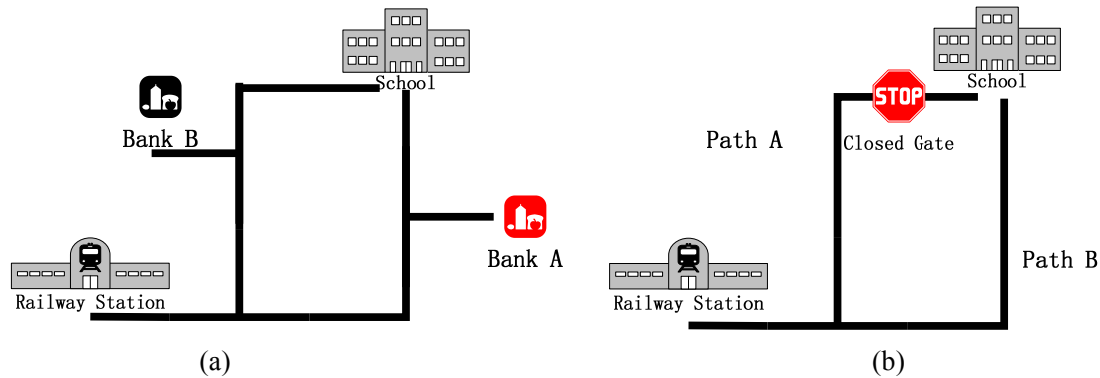 School
Bank B
Bank A
Railway Station
(a)
School
STOP
Path A
Closed Gate
Path B
Railway Station
(b)